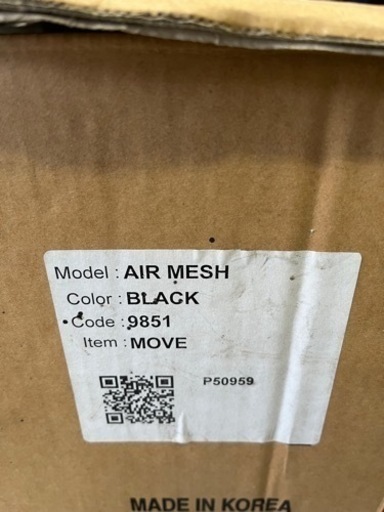 Model : AIR MESH
Color : BLACK
Code : 9851
Item : MOVE
P50959
MADE IN KOREA